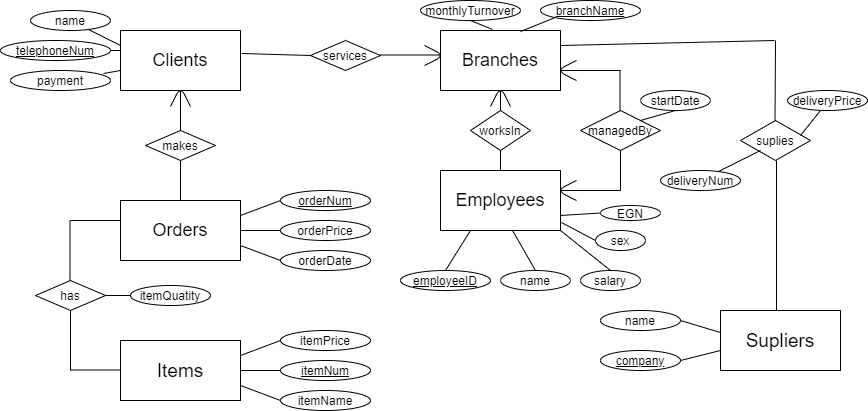 monthlyTurnover
branchName
name
telephoneNum
payment
Clients
services
Branches
startDate
deliveryPrice
makes
worksIn
managedBy
suplies
deliveryNum
Orders
orderNum
orderPrice
orderDate
Employees
EGN
sex
employeeID
name
salary
has
itemQuatity
Items
itemPrice
itemNum
itemName
name
company
Supliers